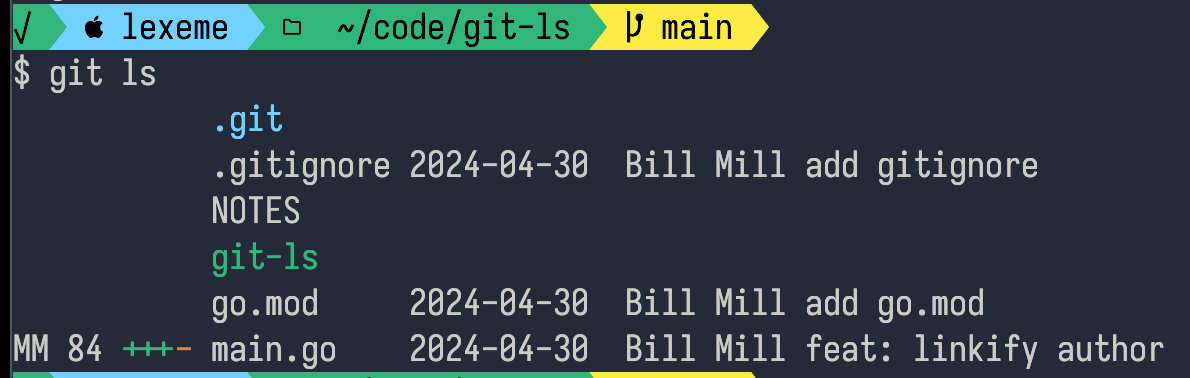 √ lexeme ~/code/git-ls main
$ git ls
.git
.gitignore 2024-04-30 Bill Mill add gitignore
NOTES
git-ls
go.mod 2024-04-30 Bill Mill add go.mod
MM 84 +++- main.go 2024-04-30 Bill Mill feat: linkify author